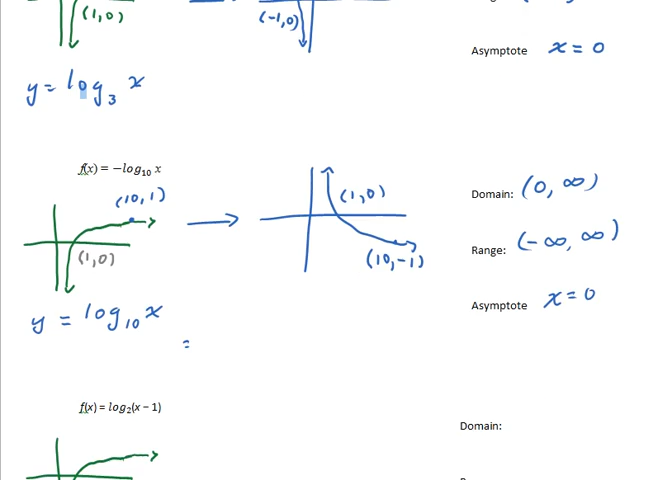 (1,0)
(-1,0)
Asymptote x = 0
y = log₃ x
f(x) = −log₁₀ x
(10,1)
(1,0)
Domain: (0, ∞)
(1,0)
Range: (-∞, ∞)
(10,-1)
Asymptote x = 0
y = log₁₀ x
=
f(x) = log₂(x − 1)
Domain: